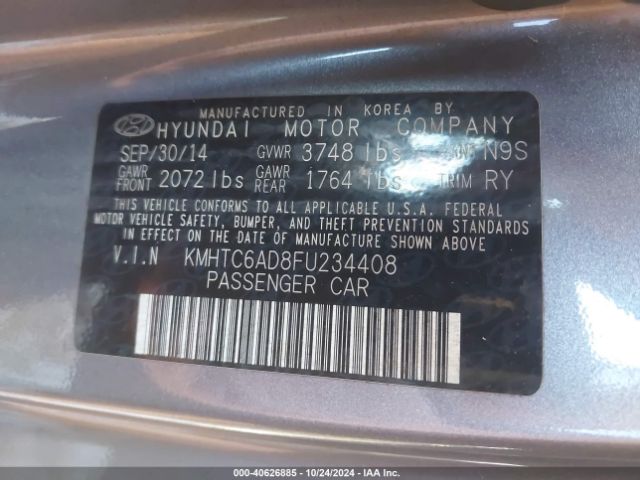 MANUFACTURED IN KOREA BY
HYUNDAI MOTOR COMPANY
SEP/30/14 GVWR 3748 lbs N9S
GAWR FRONT 2072 lbs GAWR REAR 1764 lbs TRIM RY
THIS VEHICLE CONFORMS TO ALL APPLICABLE U.S.A. FEDERAL
MOTOR VEHICLE SAFETY, BUMPER, AND THEFT PREVENTION STANDARDS
IN EFFECT ON THE DATE OF MANUFACTURE SHOWN ABOVE.
V.I.N KMHTC6AD8FU234408
PASSENGER CAR
000-40626885 - 10/24/2024 - IAA Inc.